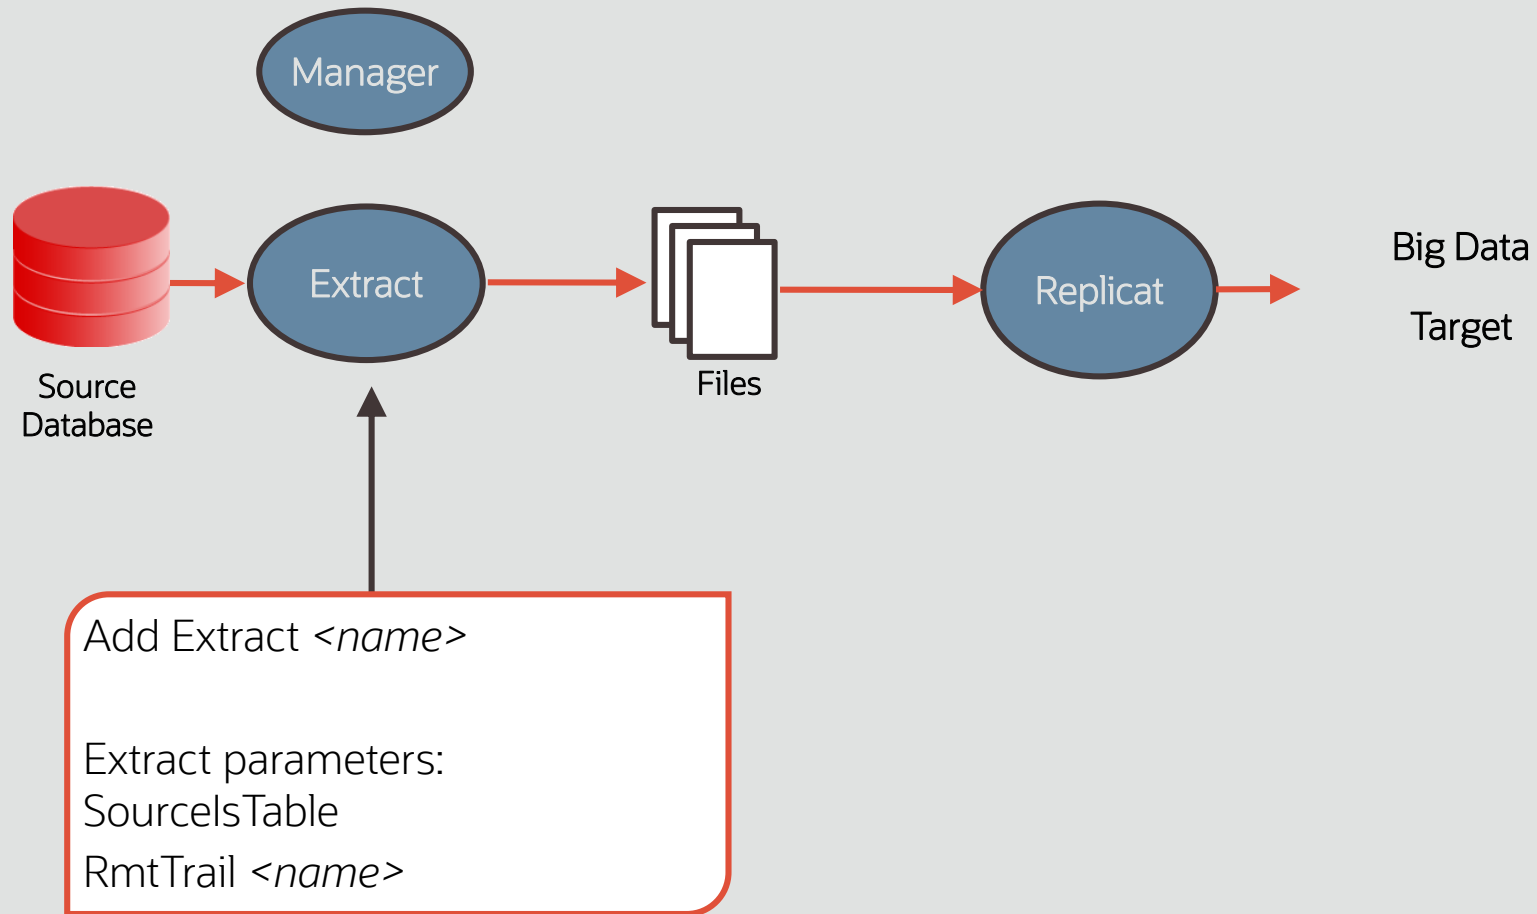 Manager
Extract
Replicat
Big Data
Target
Source
Database
Files
Add Extract <name>
Extract parameters:
SourceIsTable
RmtTrail <name>